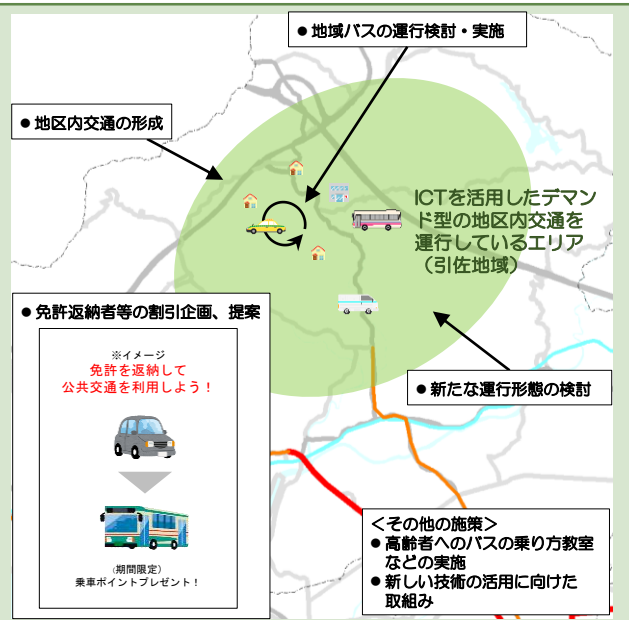 ●地域バスの運行検討・実施
●地区内交通の形成
ICTを活用したデマン
ド型の地区内交通を
運行しているエリア
（引佐地域）
●免許返納者等の割引企画、提案
※イメージ
免許を返納して
公共交通を利用しよう！
（期間限定）
乗車ポイントプレゼント！
●新たな運行形態の検討
＜その他の施策＞
●高齢者へのバスの乗り方教室
などの実施
●新しい技術の活用に向けた
取組み